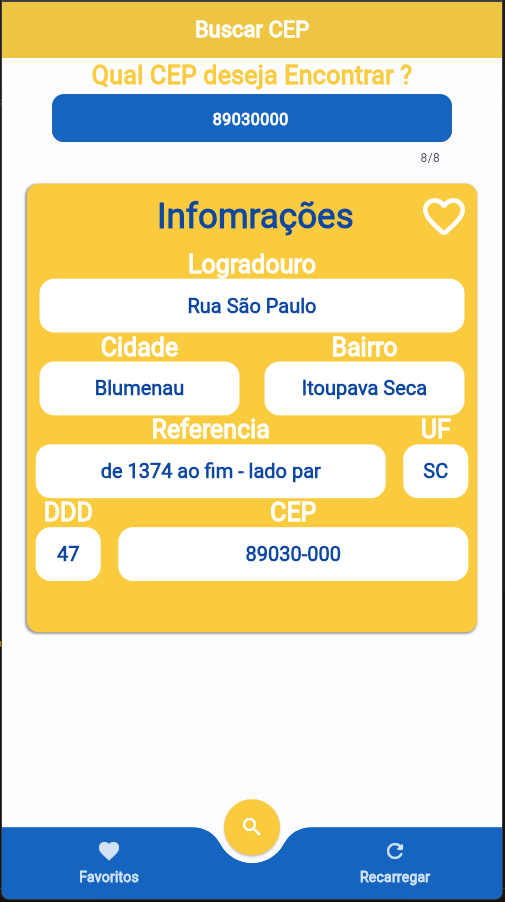 Buscar CEP
Qual CEP deseja Encontrar ?
89030000
8/8
Infomrações
Logradouro
Rua São Paulo
Cidade Bairro
Blumenau Itoupava Seca
Referencia UF
de 1374 ao fim - lado par SC
DDD CEP
47 89030-000
Favoritos Recarregar